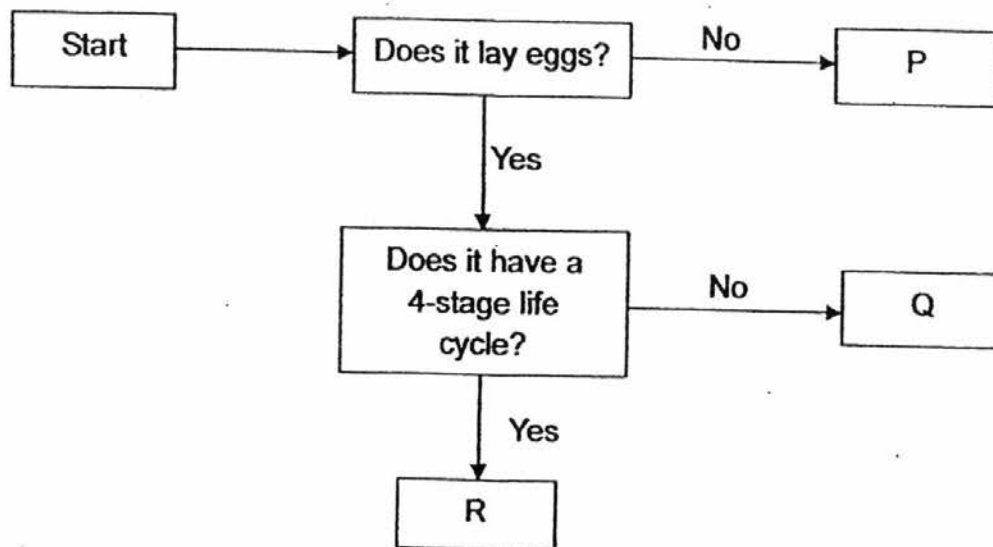 Start
Does it lay eggs?
No
P
Yes
Does it have a
4-stage life
cycle?
No
Q
Yes
R